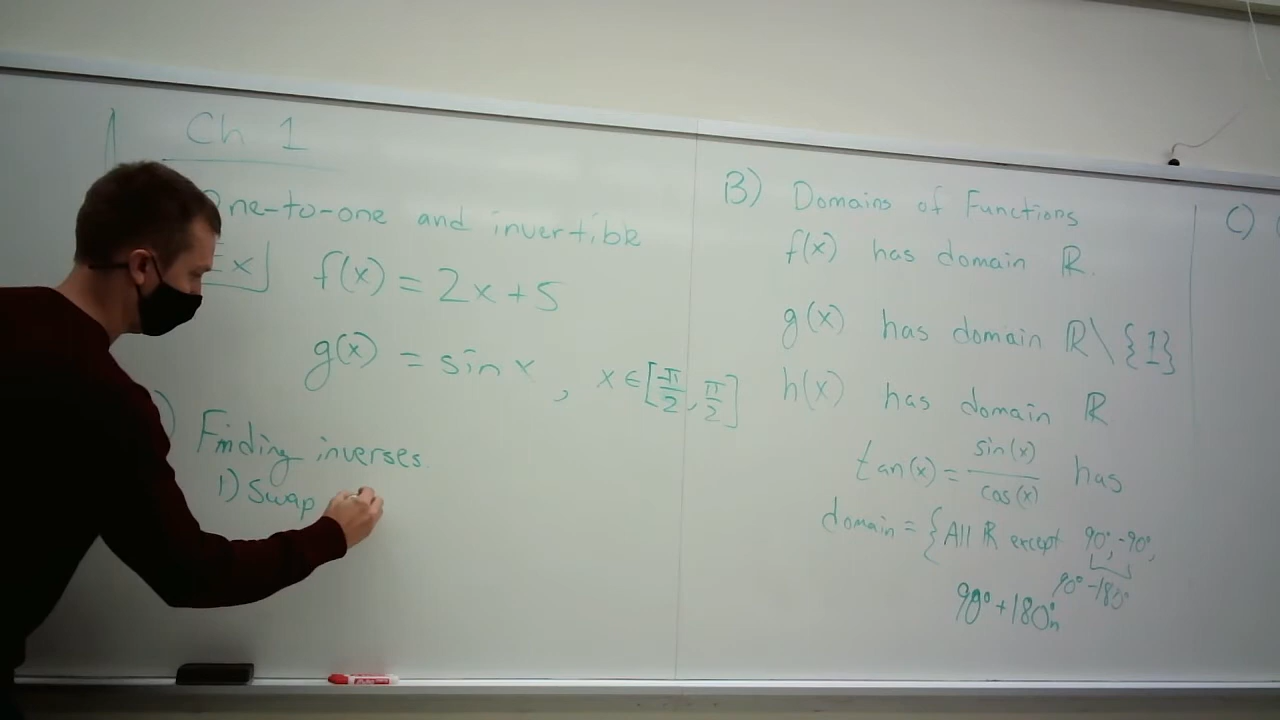 Ch 1
One-to-one and invertible
Ex
f(x) = 2x + 5
g(x) = sin x , x ∈ [-π/2, π/2]
Finding inverses.
1) Swap
B) Domains of Functions
f(x) has domain ℝ.
g(x) has domain ℝ \ {1}
h(x) has domain ℝ
tan(x) = sin(x)/cos(x) has
domain = {All ℝ except 90°, -90°,
90° -180°
90° + 180°n
C)